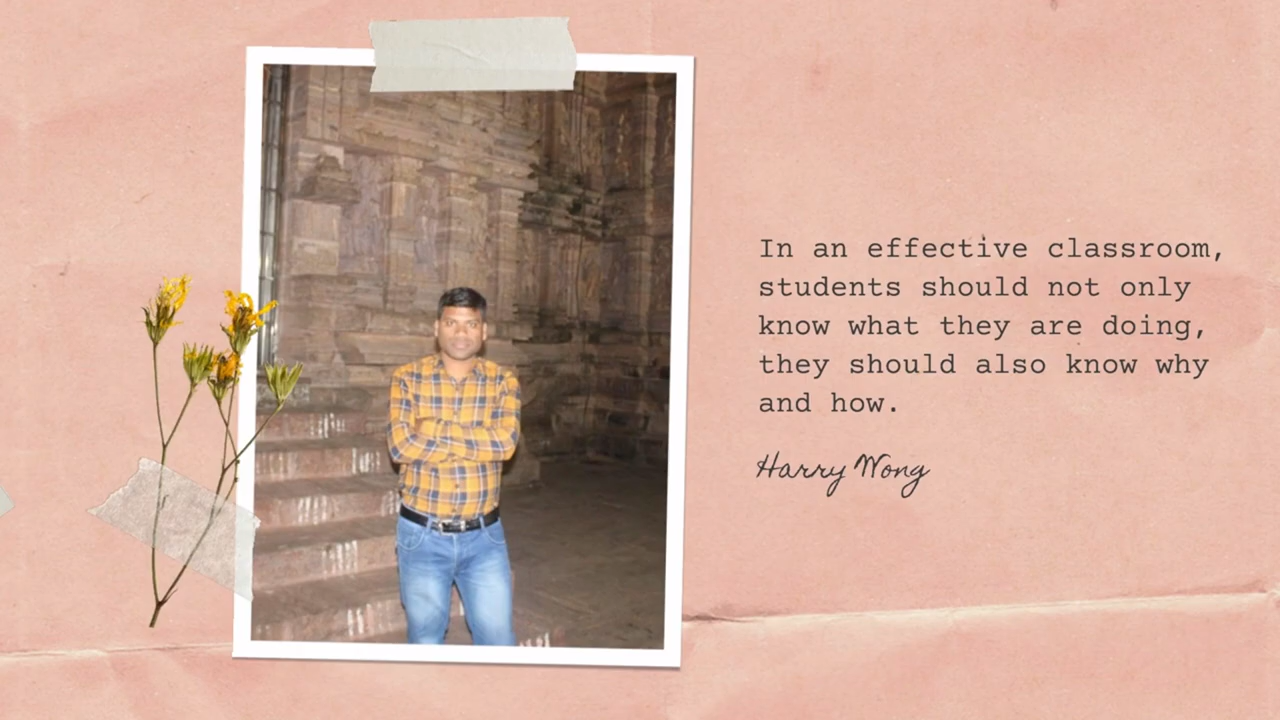 In an effective classroom,
students should not only
know what they are doing,
they should also know why
and how.
Harry Wong